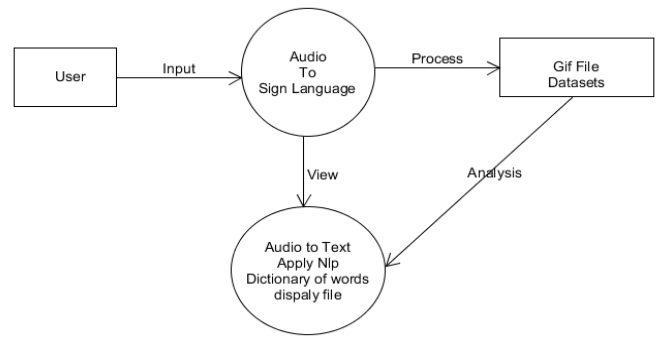 User
Input
Audio
To
Sign Language
Process
Gif File
Datasets
View
Analysis
Audio to Text
Apply Nlp
Dictionary of words
dispaly file